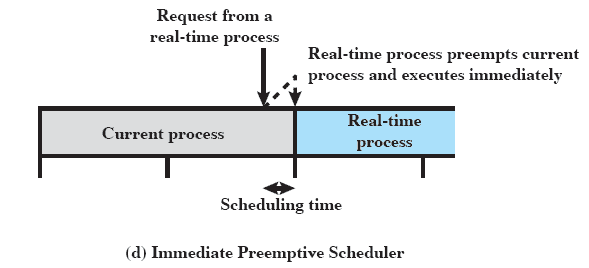 Request from a
real-time process
Real-time process preempts current
process and executes immediately
Current process
Real-time
process
Scheduling time
(d) Immediate Preemptive Scheduler